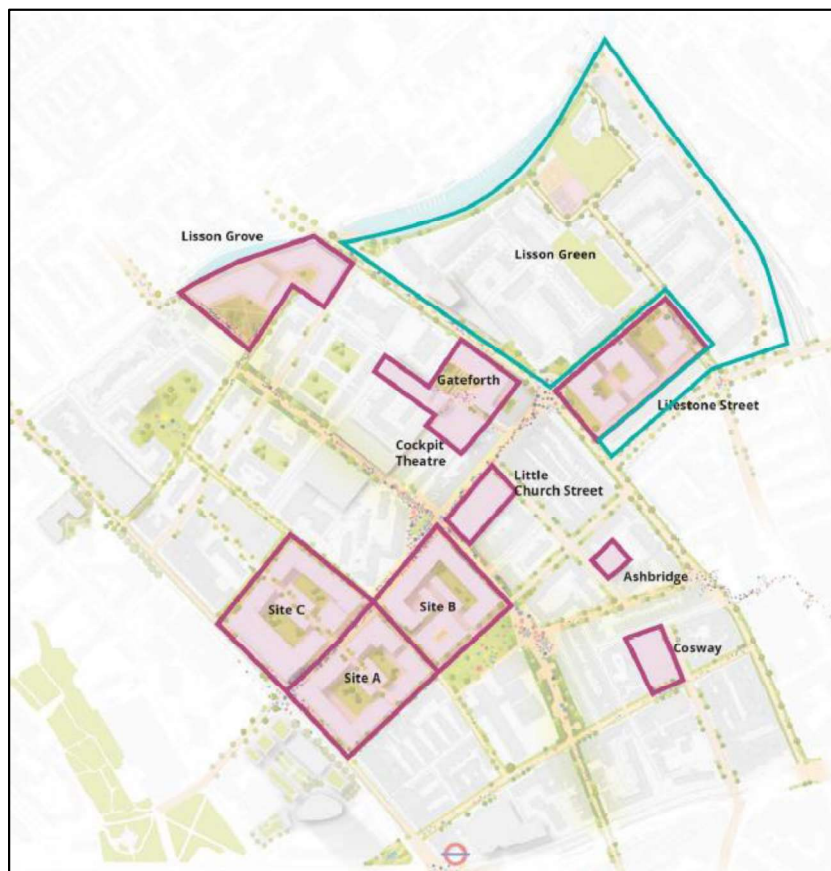 Lisson Grove
Lisson Green
Gateforth
Lilestone Street
Cockpit
Theatre
Little
Church Street
Ashbridge
Site C
Site B
Cosway
Site A